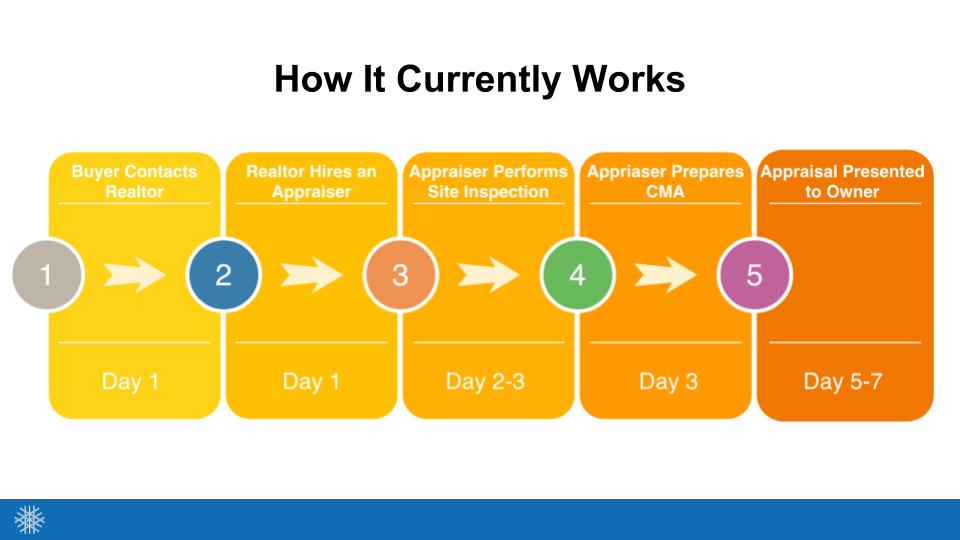 How It Currently Works
Buyer Contacts
Realtor
Realtor Hires an
Appraiser
Appraiser Performs
Site Inspection
Appriaser Prepares
CMA
Appraisal Presented
to Owner
1
2
3
4
5
Day 1
Day 1
Day 2-3
Day 3
Day 5-7